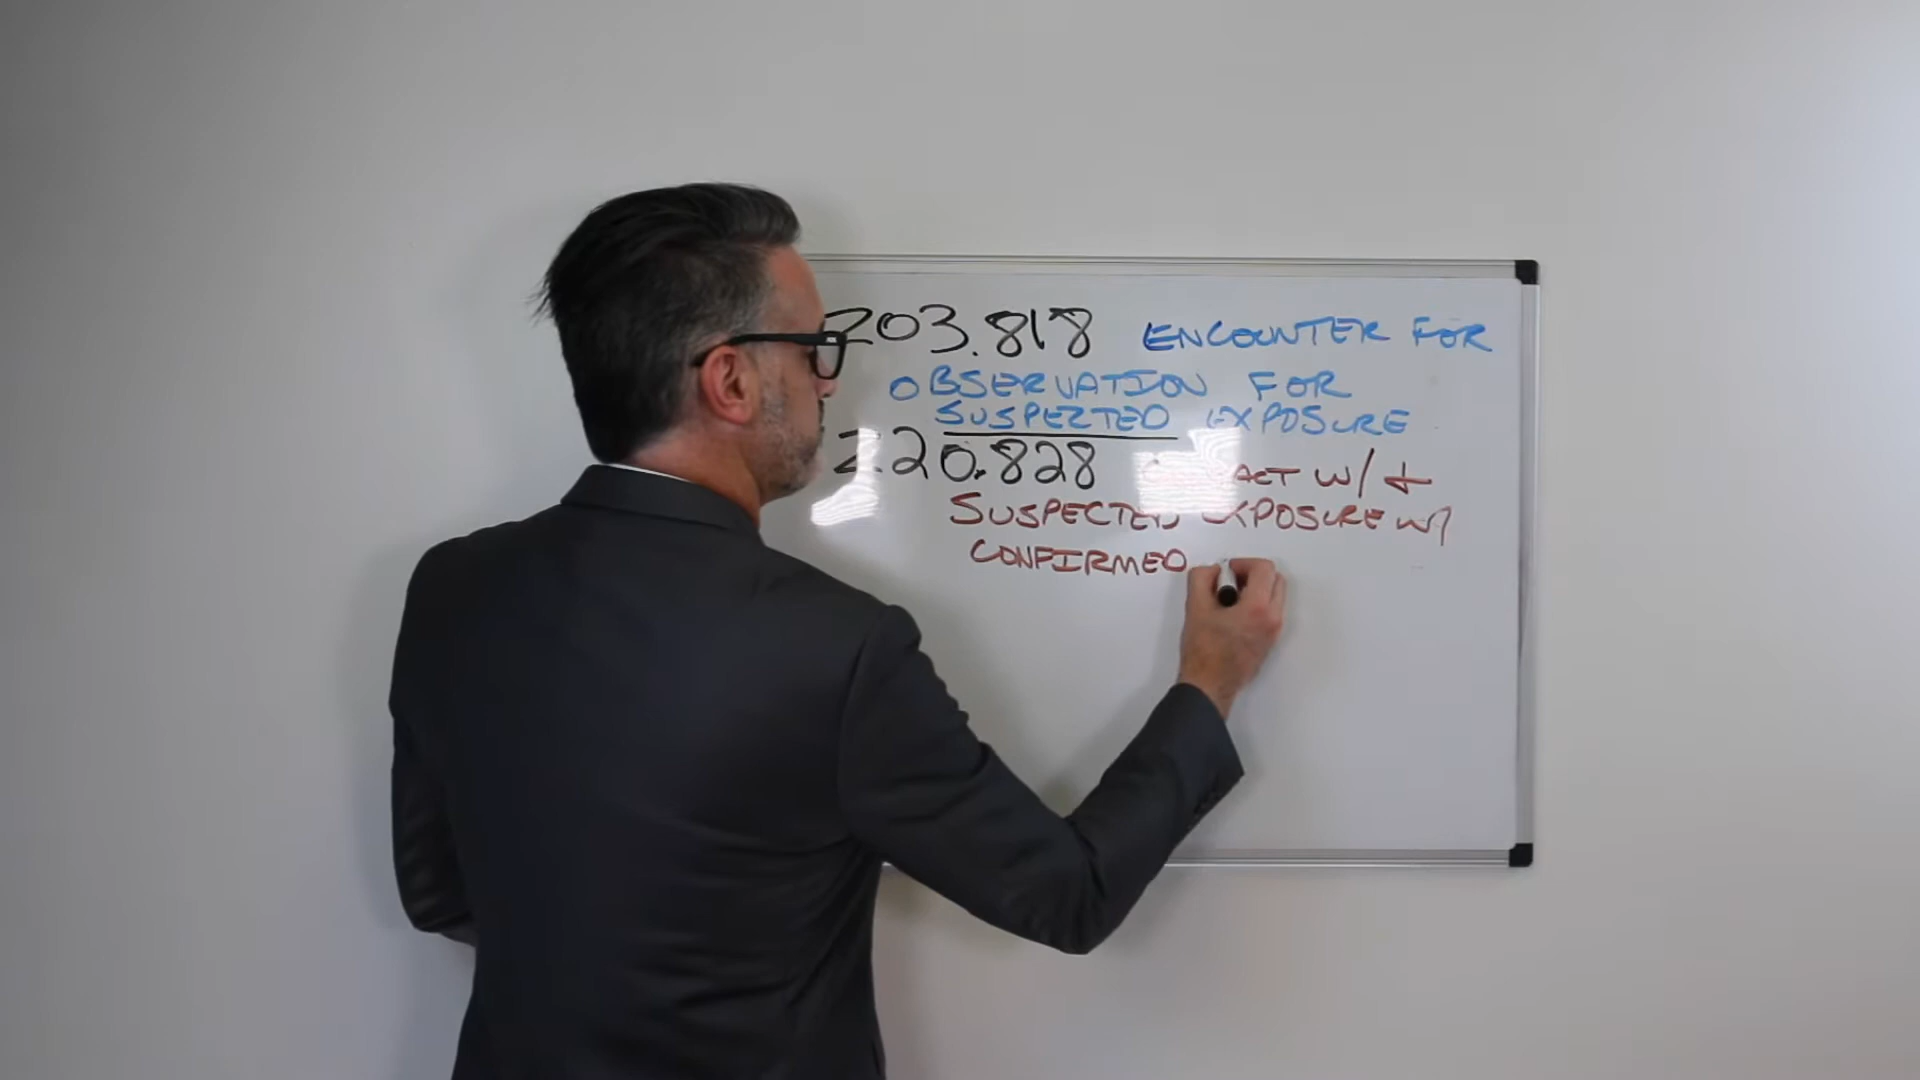 Z03.818 ENCOUNTER FOR
OBSERVATION FOR
SUSPECTED EXPOSURE
Z20.828 W/ +
SUSPECTED EXPOSURE W/
CONFIRMED